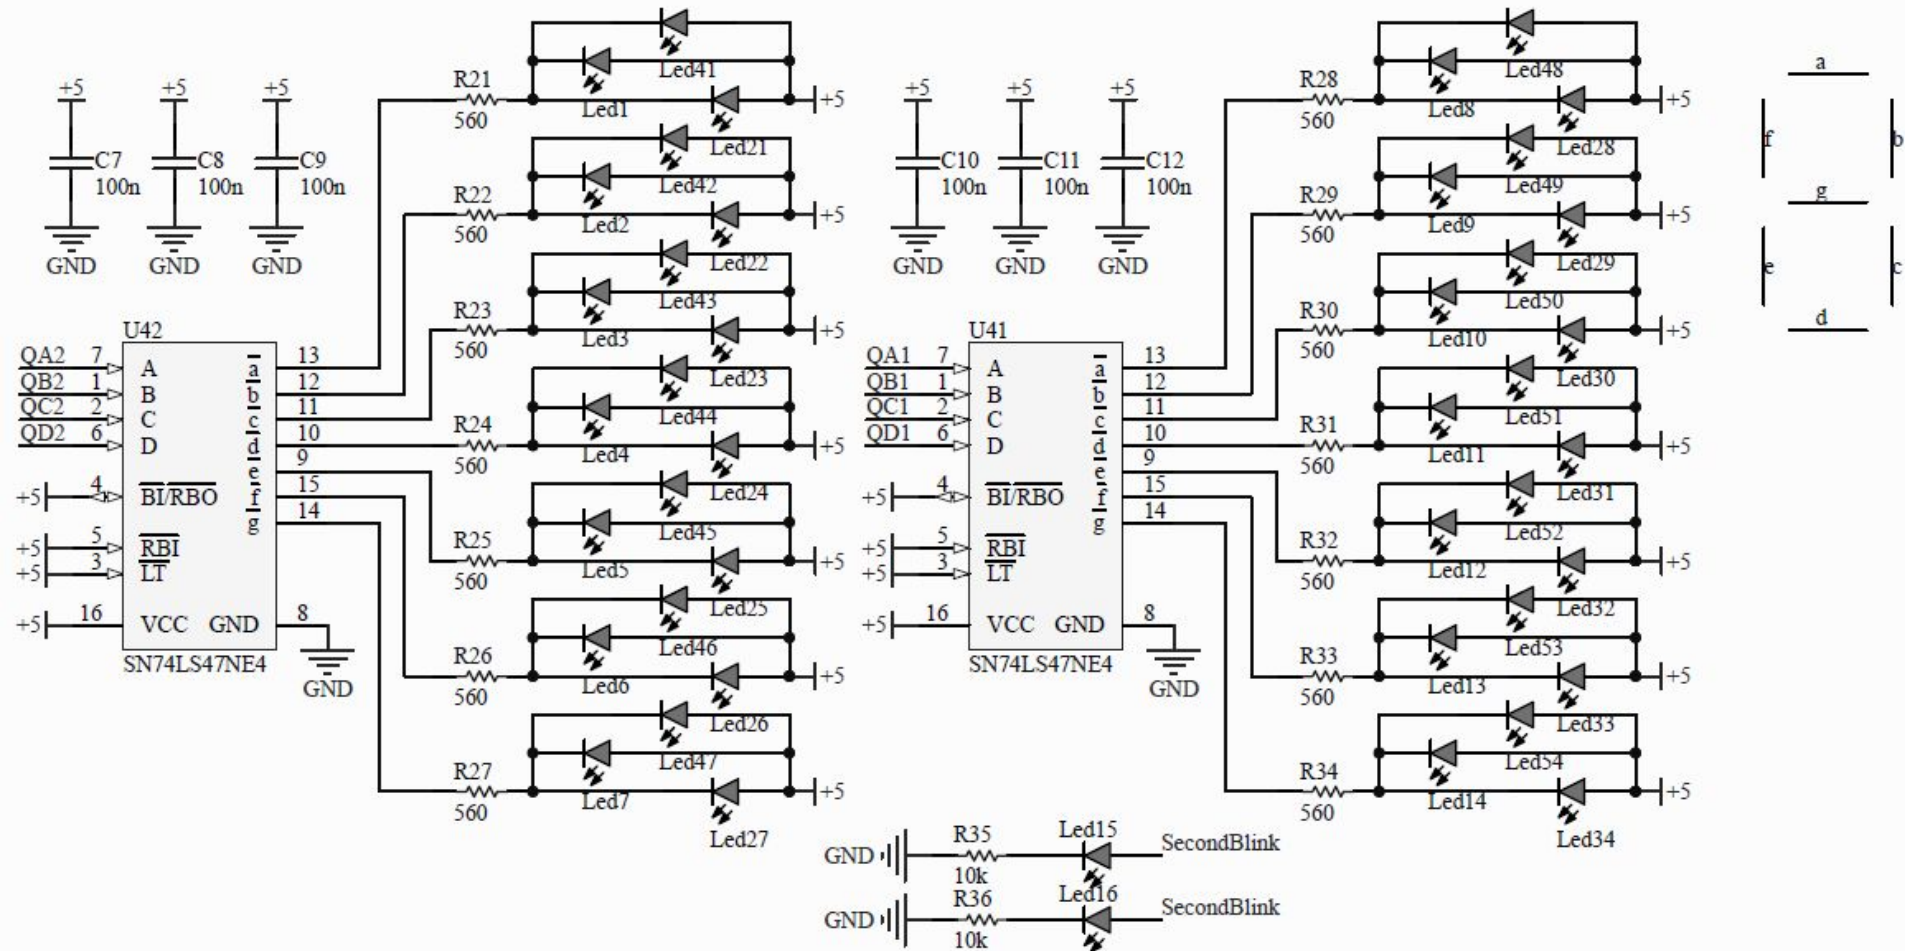 +5
C7
100n
GND
+5
C8
100n
GND
+5
C9
100n
GND
U42
QA2 7 A
QB2 1 B
QC2 2 C
QD2 6 D
+5 4 BI/RBO
+5 5 RBI
+5 3 LT
+5 16 VCC GND 8
GND
a 13
b 12
c 11
d 10
e 9
f 15
g 14
SN74LS47NE4
R21
560
Led41
Led1
Led21
+5
R22
560
Led42
Led2
Led22
+5
R23
560
Led43
Led3
Led23
+5
R24
560
Led44
Led4
Led24
+5
R25
560
Led45
Led5
Led25
+5
R26
560
Led46
Led6
Led26
+5
R27
560
Led47
Led7
Led27
+5
+5
C10
100n
GND
+5
C11
100n
GND
+5
C12
100n
GND
U41
QA1 7 A
QB1 1 B
QC1 2 C
QD1 6 D
+5 4 BI/RBO
+5 5 RBI
+5 3 LT
+5 16 VCC GND 8
GND
a 13
b 12
c 11
d 10
e 9
f 15
g 14
SN74LS47NE4
R28
560
Led48
Led8
Led28
+5
R29
560
Led49
Led9
Led29
+5
R30
560
Led50
Led10
Led30
+5
R31
560
Led51
Led11
Led31
+5
R32
560
Led52
Led12
Led32
+5
R33
560
Led53
Led13
Led33
+5
R34
560
Led54
Led14
Led34
+5
a
f
b
g
e
c
d
GND
R35
10k
Led15
SecondBlink
GND
R36
10k
Led16
SecondBlink